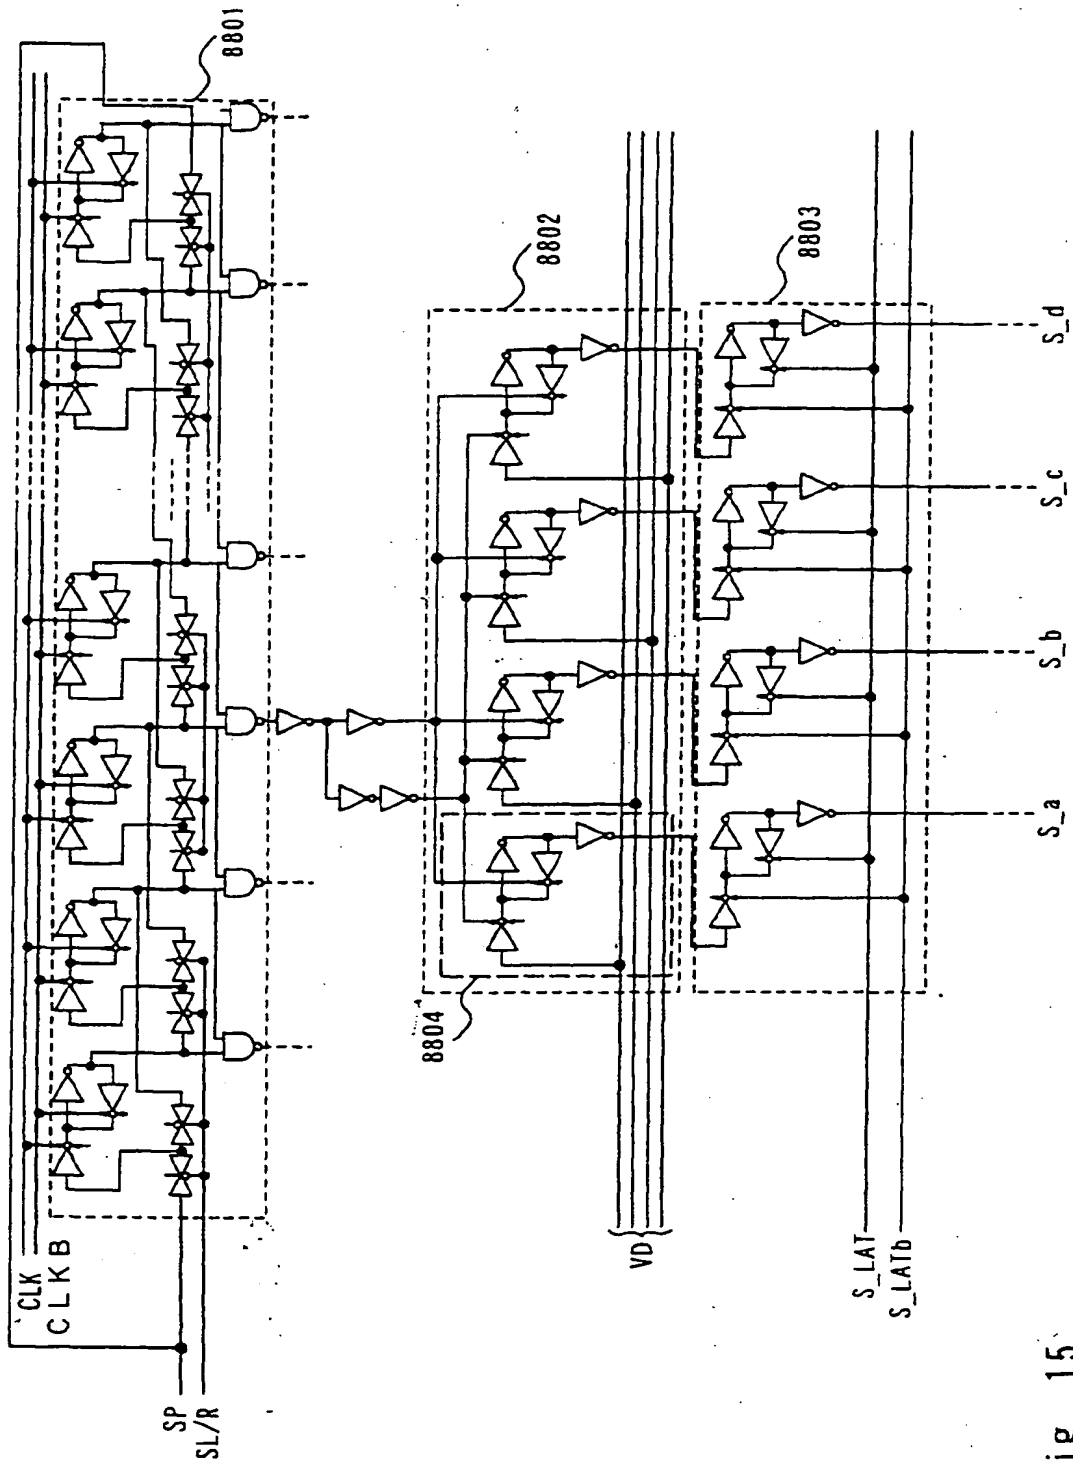 CLK
CLKB
SP
SL/R
8801
8802
8804
VD
8803
S_LAT
S_LATb
S_a
S_b
S_c
S_d
ig 15